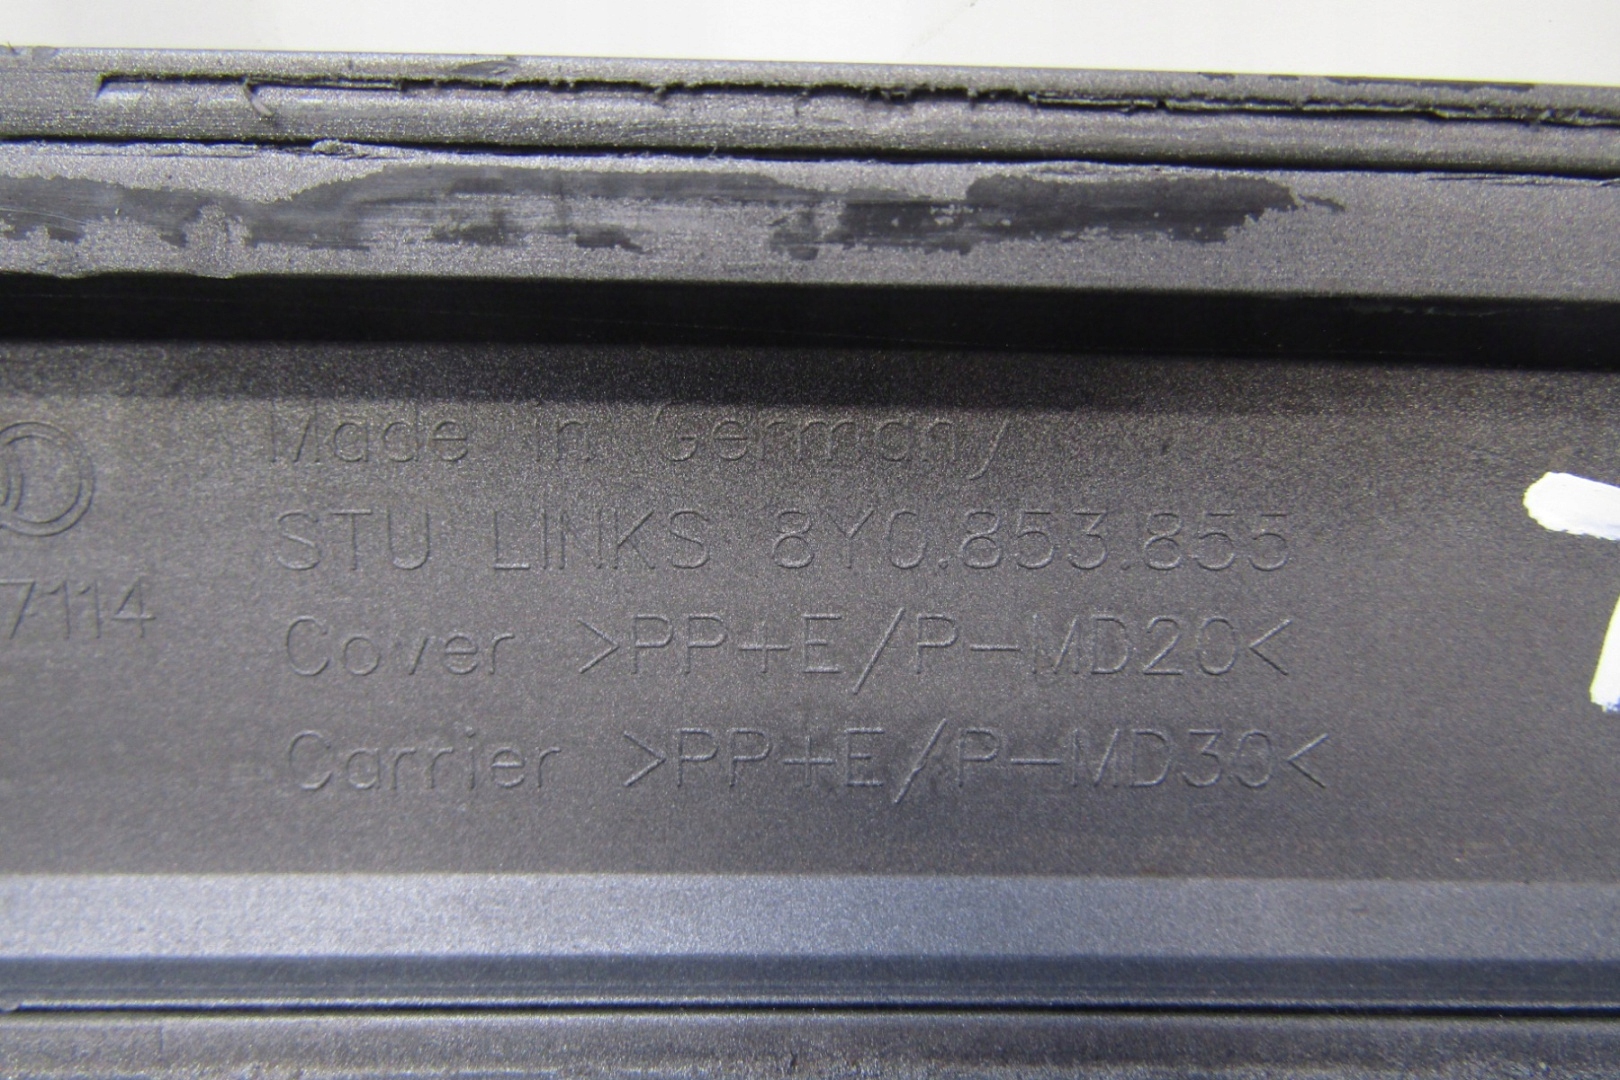 Made in Germany
STU LINKS 8Y0.853.855
7114
Cover >PP+E/P-MD20<
Carrier >PP+E/P-MD30<